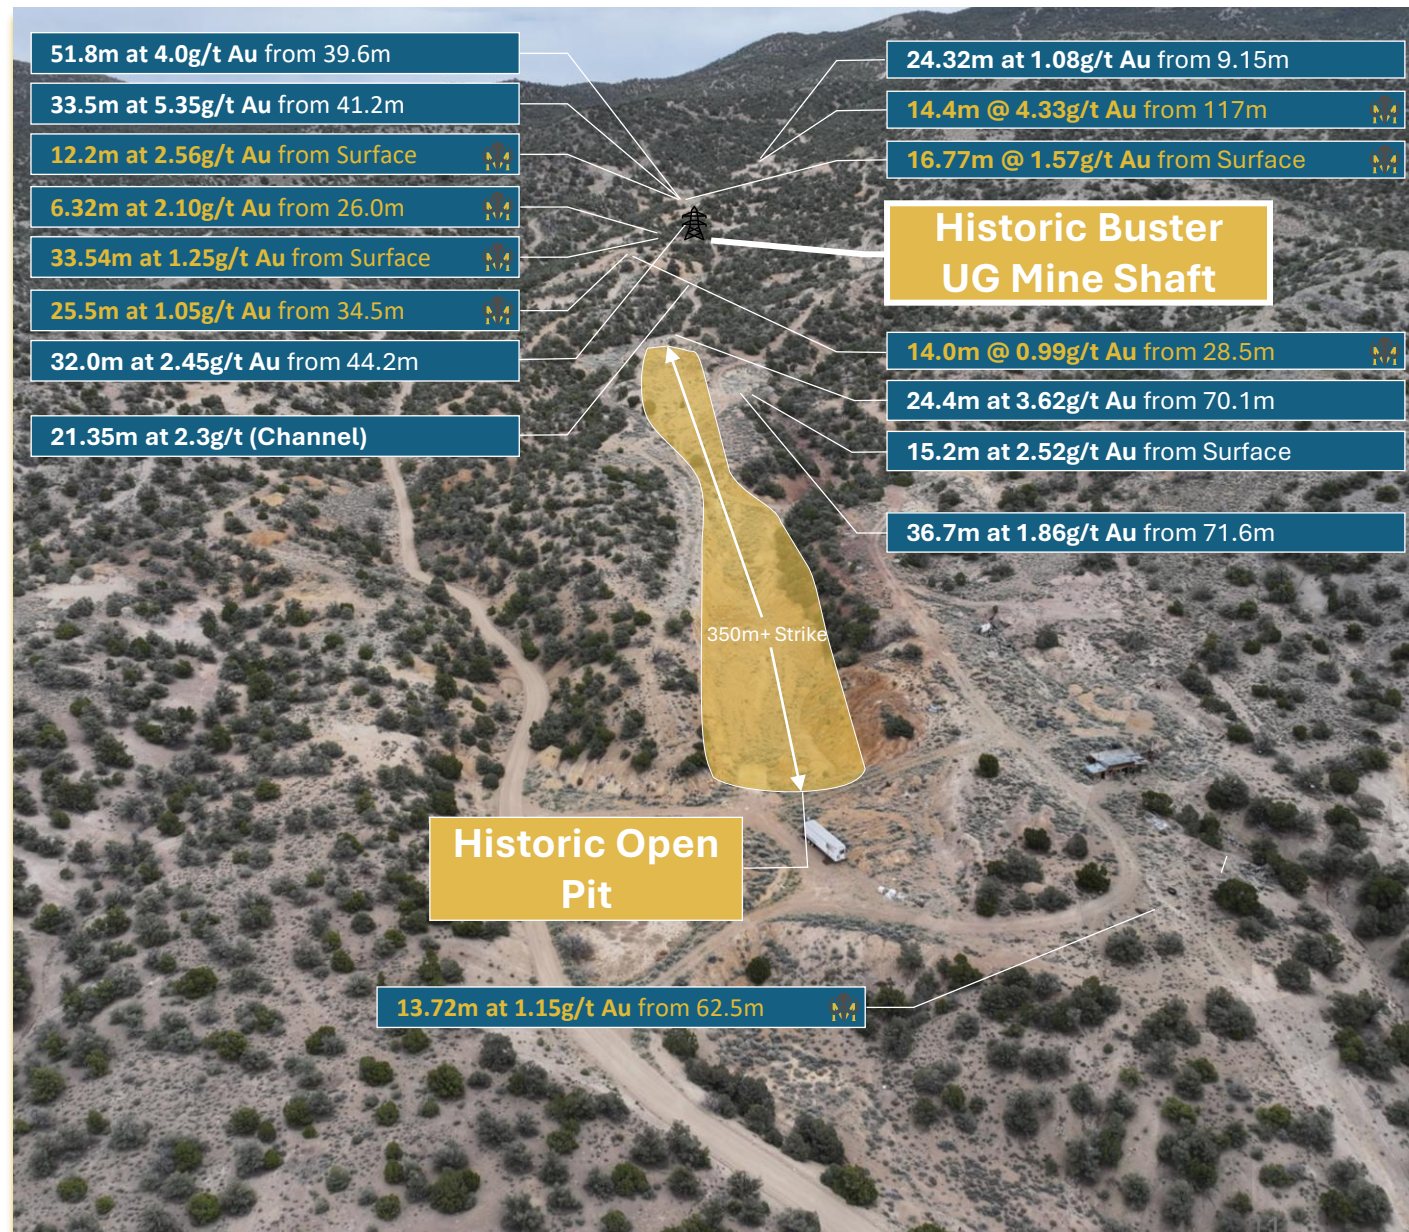 51.8m at 4.0g/t Au from 39.6m
33.5m at 5.35g/t Au from 41.2m
12.2m at 2.56g/t Au from Surface
6.32m at 2.10g/t Au from 26.0m
33.54m at 1.25g/t Au from Surface
25.5m at 1.05g/t Au from 34.5m
32.0m at 2.45g/t Au from 44.2m
21.35m at 2.3g/t (Channel)
24.32m at 1.08g/t Au from 9.15m
14.4m @ 4.33g/t Au from 117m
16.77m @ 1.57g/t Au from Surface
Historic Buster
UG Mine Shaft
14.0m @ 0.99g/t Au from 28.5m
24.4m at 3.62g/t Au from 70.1m
15.2m at 2.52g/t Au from Surface
36.7m at 1.86g/t Au from 71.6m
350m+ Strike
Historic Open
Pit
13.72m at 1.15g/t Au from 62.5m